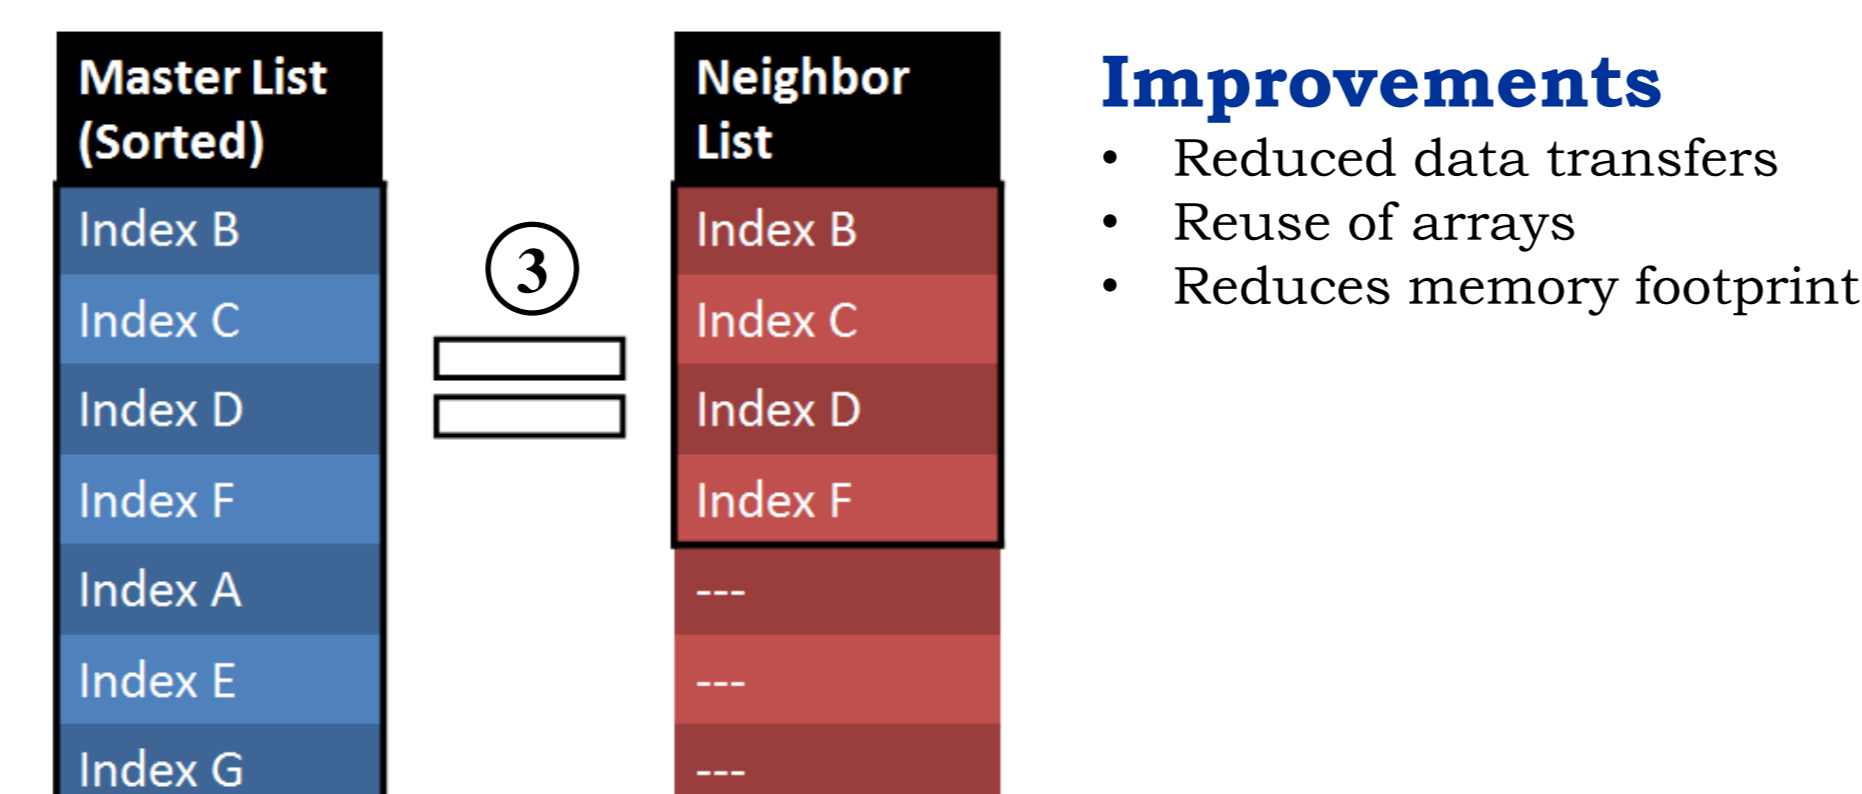 Master List
(Sorted)
Index B
Index C
Index D
Index F
Index A
Index E
Index G
3
Neighbor
List
Index B
Index C
Index D
Index F
---
---
---
Improvements
• Reduced data transfers
• Reuse of arrays
• Reduces memory footprint